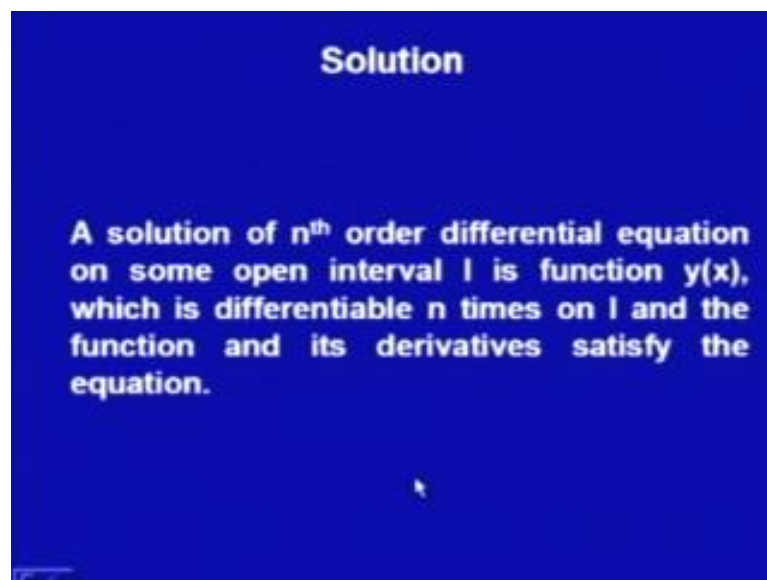 Solution
A solution of nth order differential equation
on some open interval I is function y(x),
which is differentiable n times on I and the
function and its derivatives satisfy the
equation.